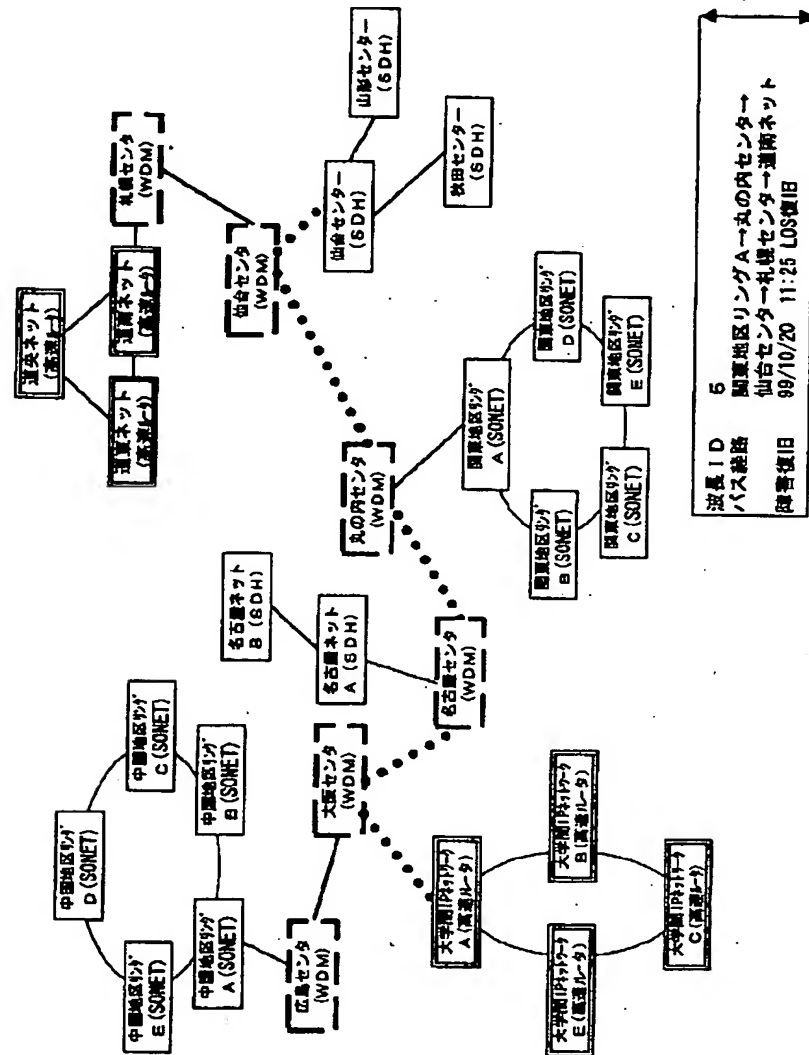 道央ネット
(高速ルータ)
道東ネット
(高速ルータ)
道南ネット
(高速ルータ)
札幌センタ
(WDM)
仙台センタ
(WDM)
仙台センター
(SDH)
山形センター
(SDH)
秋田センター
(SDH)
丸の内センタ
(WDM)
関東地区リング
A (SONET)
関東地区リング
B (SONET)
関東地区リング
C (SONET)
関東地区リング
D (SONET)
関東地区リング
E (SONET)
名古屋ネット
B (SDH)
名古屋ネット
A (SDH)
名古屋センタ
(WDM)
大阪センタ
(WDM)
広島センタ
(WDM)
中国地区リング
A (SONET)
中国地区リング
B (SONET)
中国地区リング
C (SONET)
中国地区リング
D (SONET)
中国地区リング
E (SONET)
大学間IPネットワーク
A (高速ルータ)
大学間IPネットワーク
B (高速ルータ)
大学間IPネットワーク
C (高速ルータ)
大学間IPネットワーク
E (高速ルータ)
波長ID 5
パス経路 関東地区リングA→丸の内センター→
仙台センター→札幌センター→道南ネット
障害復旧 99/10/20 11:25 LOS復旧